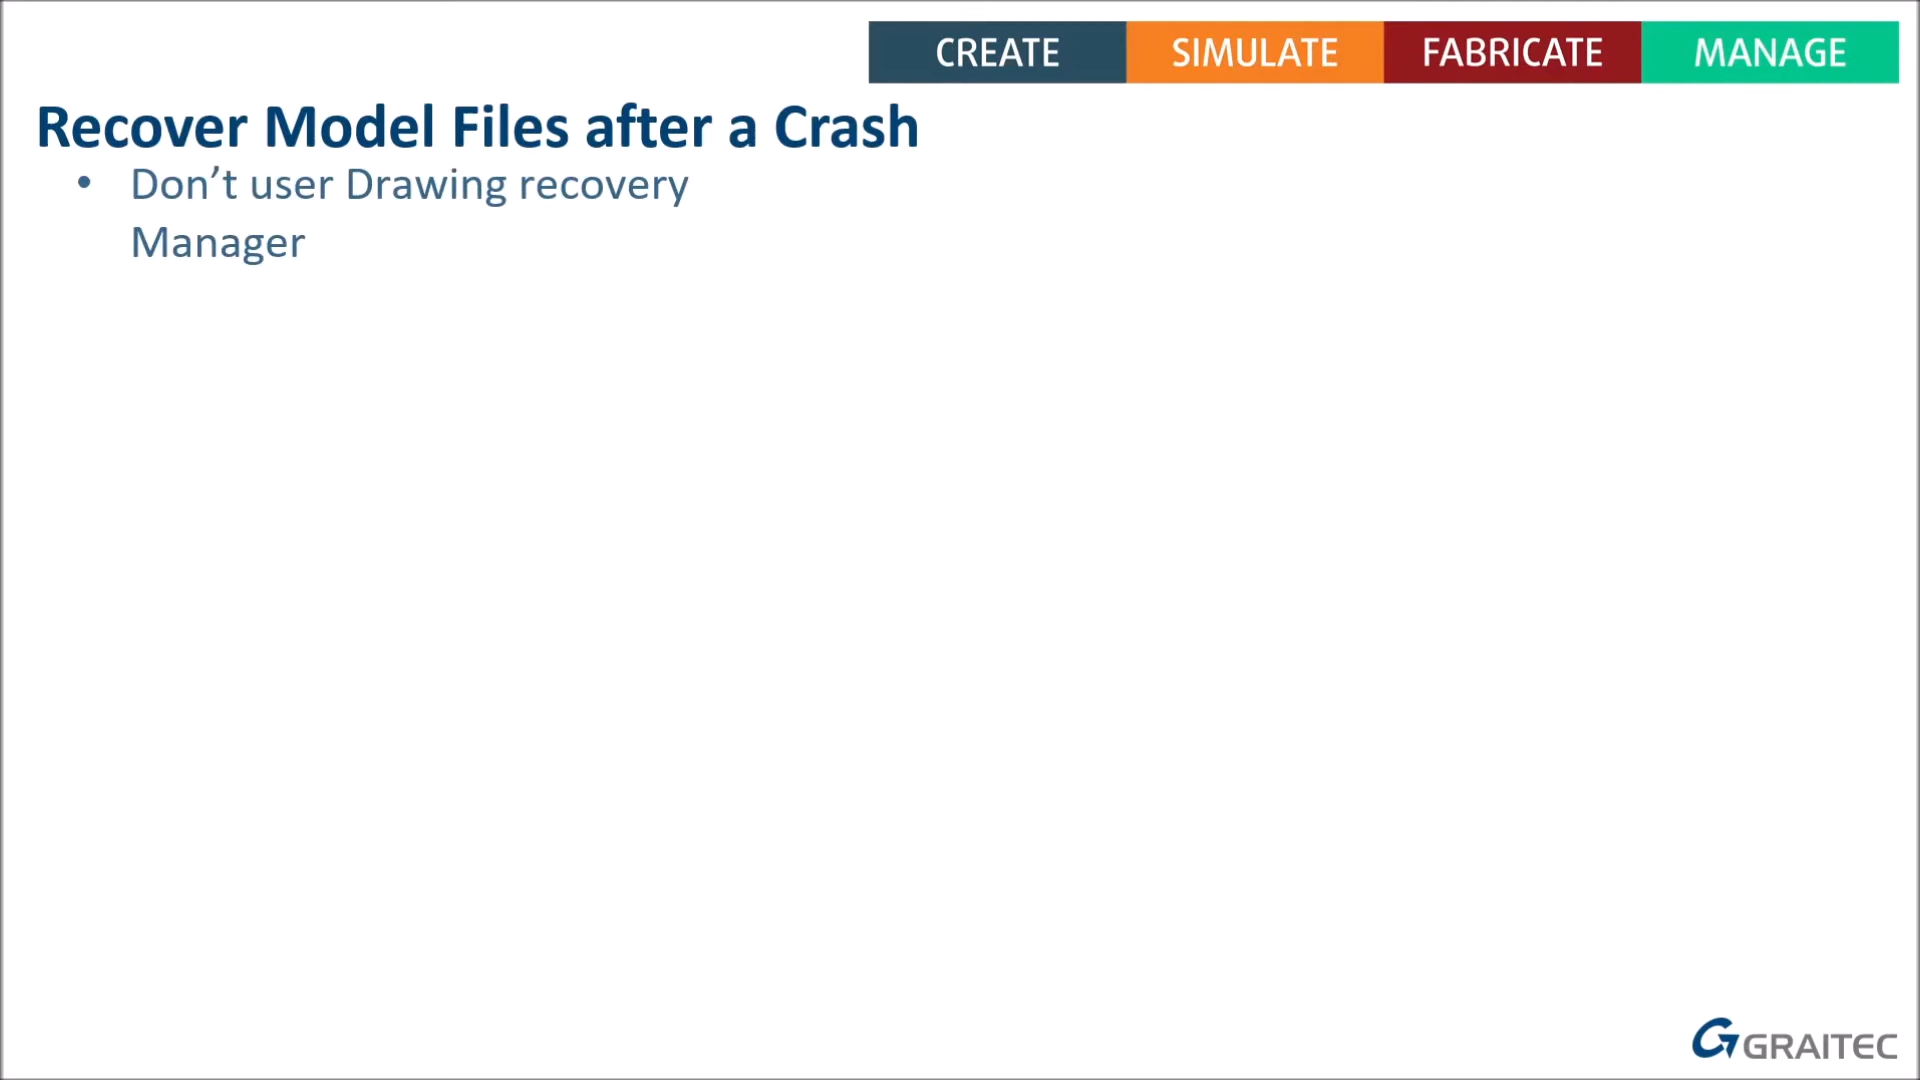 CREATE SIMULATE FABRICATE MANAGE
Recover Model Files after a Crash
• Don’t user Drawing recovery
Manager
GRAITEC